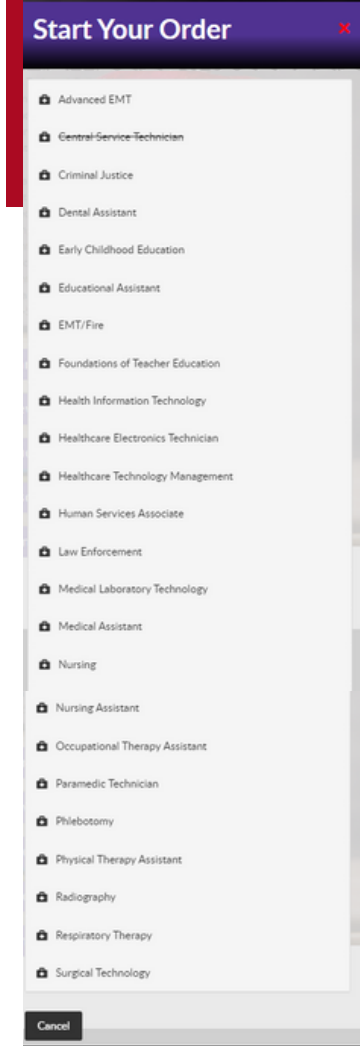 Start Your Order
×
Advanced EMT
Central Service Technician
Criminal Justice
Dental Assistant
Early Childhood Education
Educational Assistant
EMT/Fire
Foundations of Teacher Education
Health Information Technology
Healthcare Electronics Technician
Healthcare Technology Management
Human Services Associate
Law Enforcement
Medical Laboratory Technology
Medical Assistant
Nursing
Nursing Assistant
Occupational Therapy Assistant
Paramedic Technician
Phlebotomy
Physical Therapy Assistant
Radiography
Respiratory Therapy
Surgical Technology
Cancel